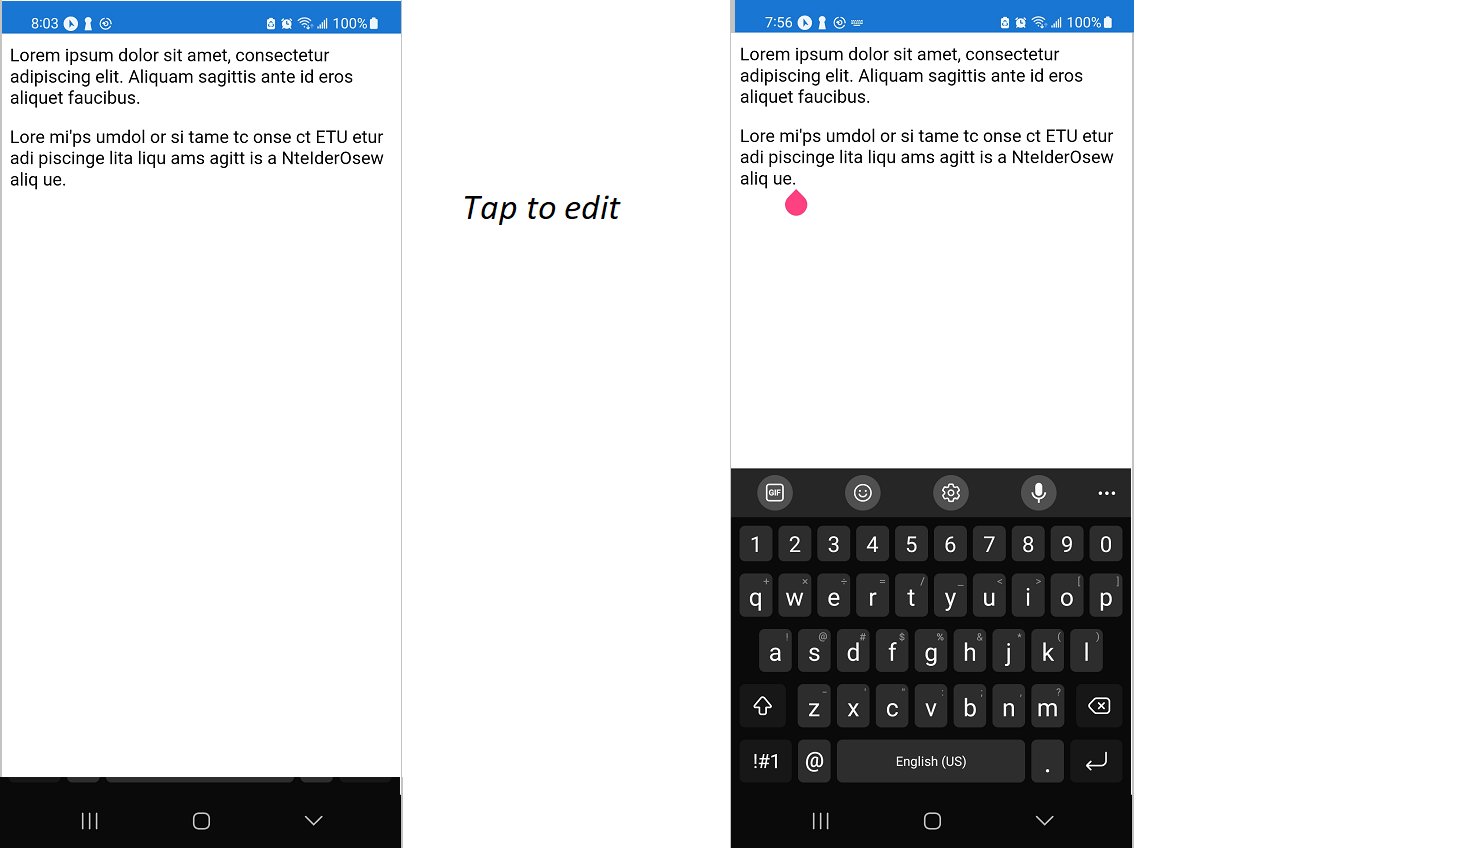 8:03
100%
Lorem ipsum dolor sit amet, consectetur
adipiscing elit. Aliquam sagittis ante id eros
aliquet faucibus.
Lore mi'ps umdol or si tame tc onse ct ETU etur
adi piscinge lita liqu ams agitt is a NtelderOsew
aliq ue.
Tap to edit
7:56
100%
Lorem ipsum dolor sit amet, consectetur
adipiscing elit. Aliquam sagittis ante id eros
aliquet faucibus.
Lore mi'ps umdol or si tame tc onse ct ETU etur
adi piscinge lita liqu ams agitt is a NtelderOsew
aliq ue.
GIF
1 2 3 4 5 6 7 8 9 0
+ × ÷ = / _ < > [ ]
q w e r t y u i o p
! @ # $ % & * ( )
a s d f g h j k l
- ' " : ; , ?
z x c v b n m
!#1 @ English (US) .